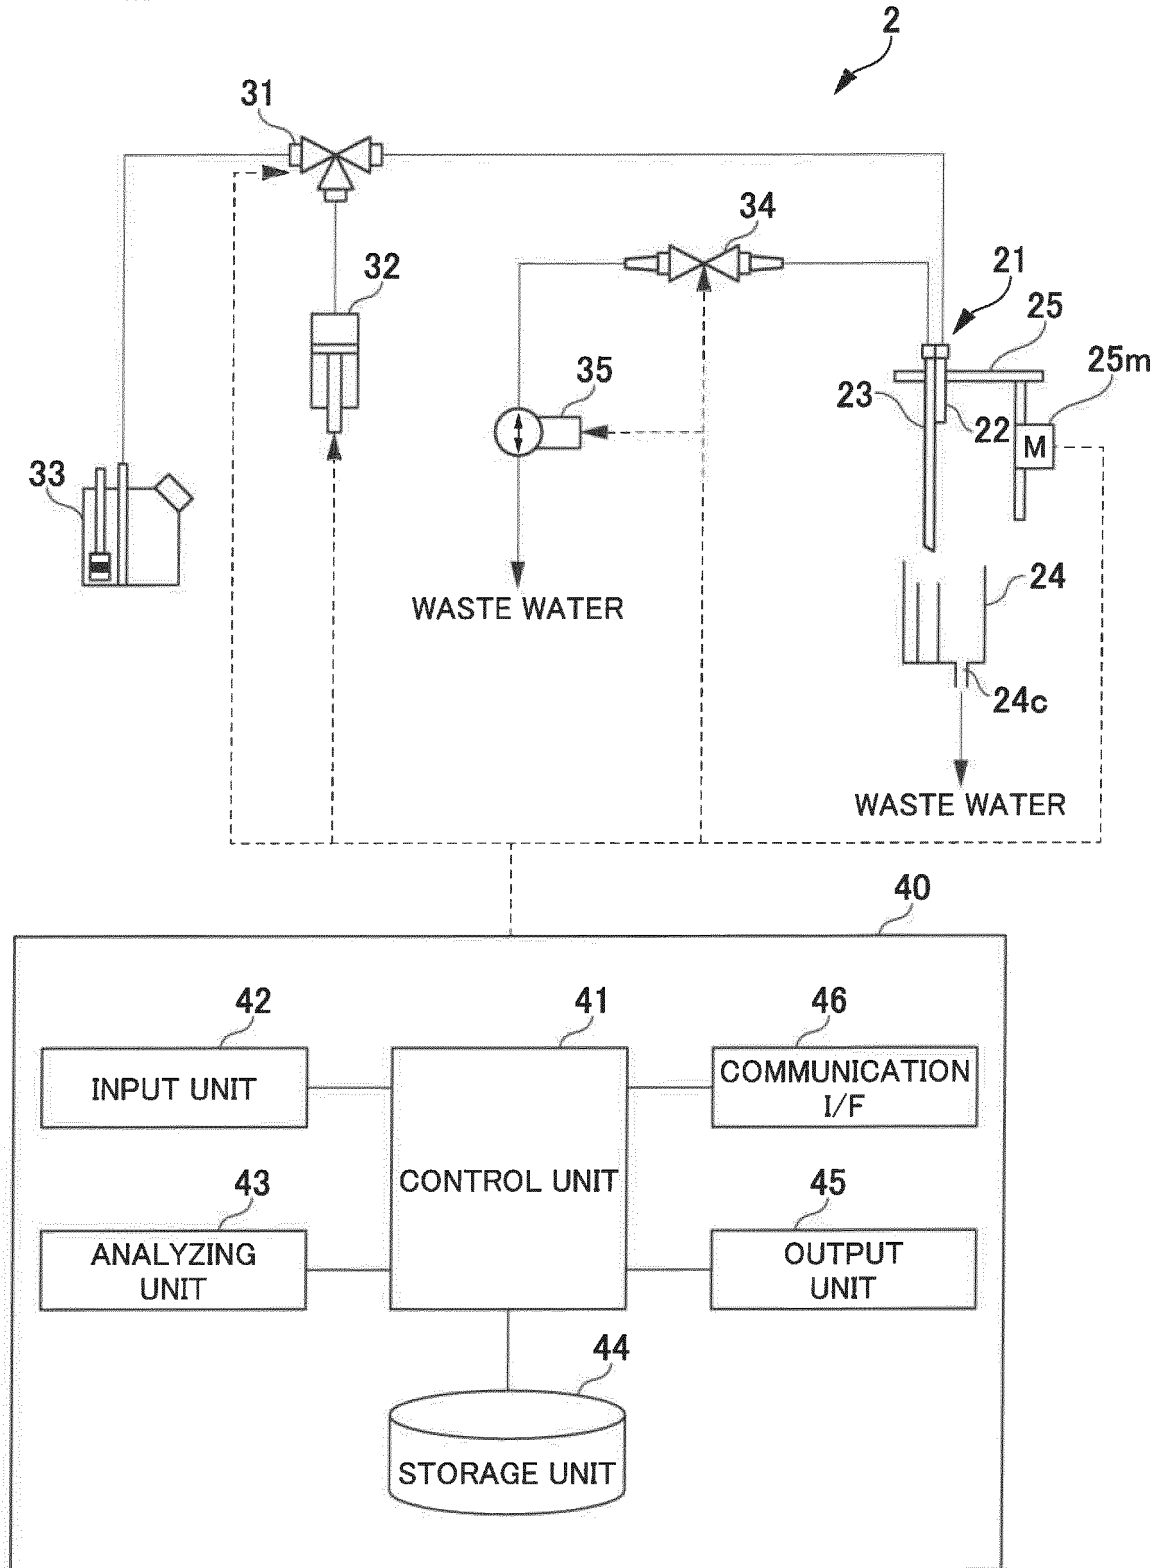 2
31
34
32
21
25
35
25m
23
22
M
33
24
WASTE WATER
24c
WASTE WATER
40
42
41
46
INPUT UNIT
COMMUNICATION
I/F
CONTROL UNIT
43
45
ANALYZING
UNIT
OUTPUT
UNIT
44
STORAGE UNIT